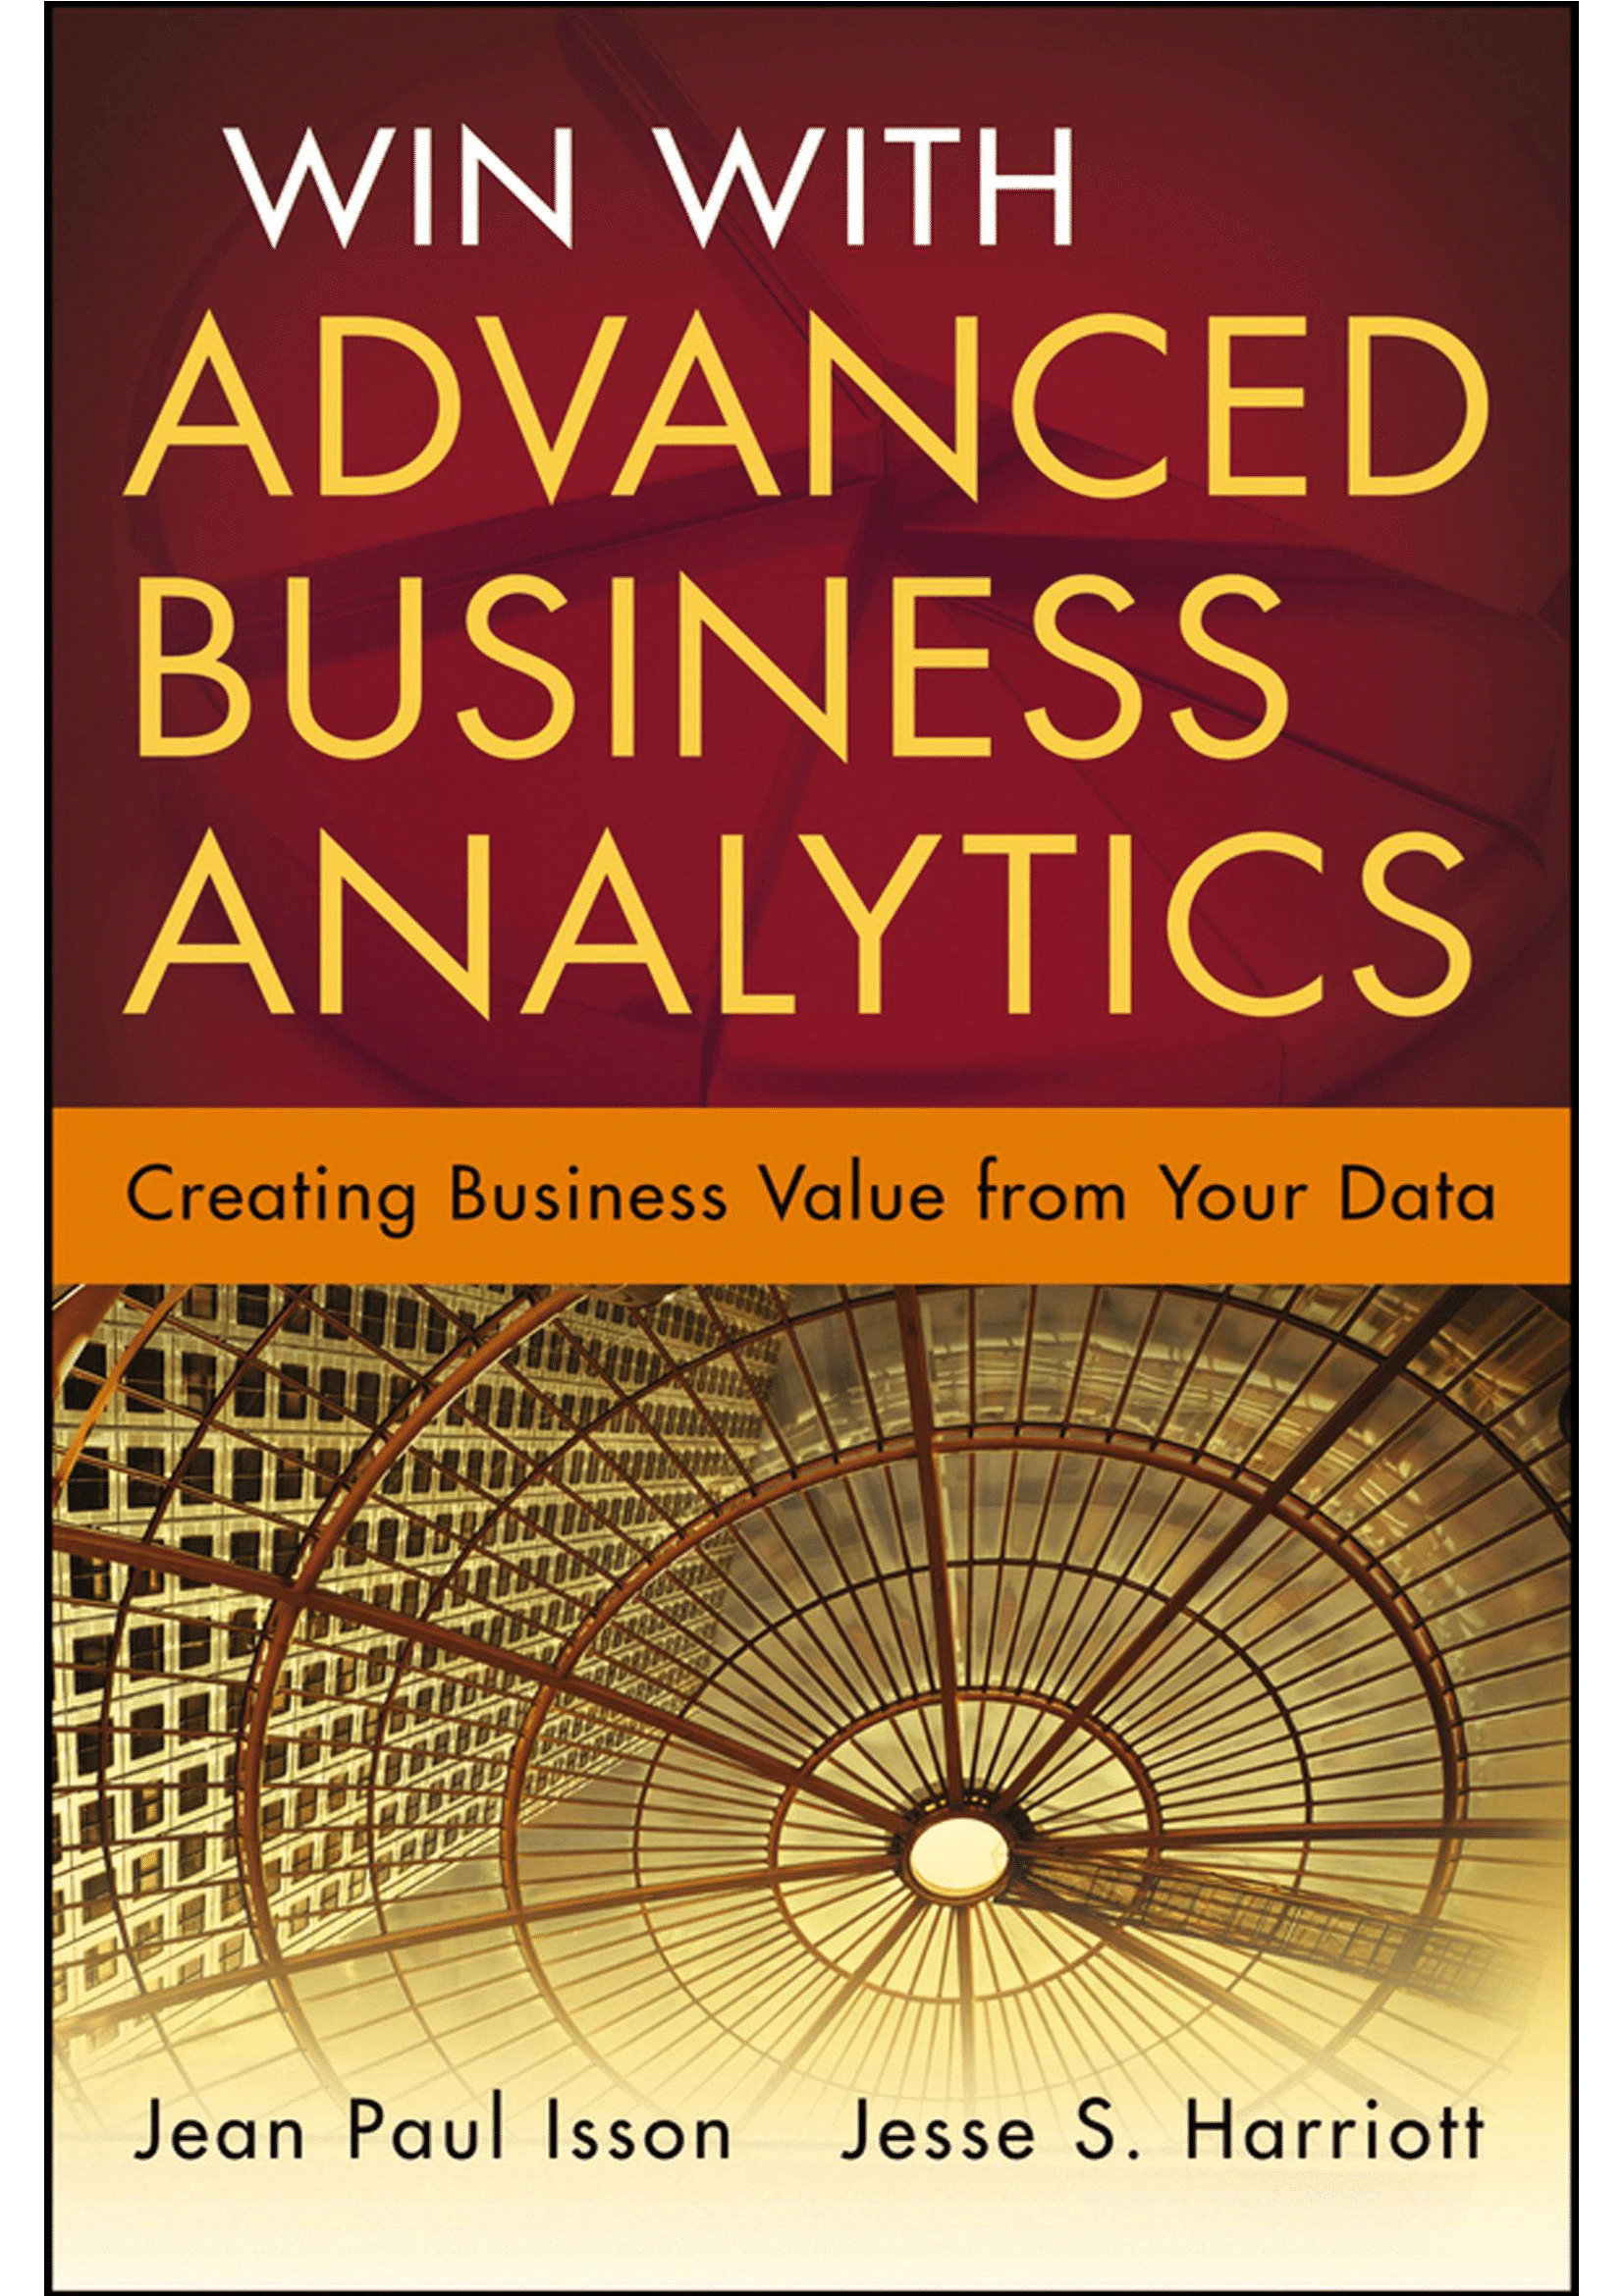 WIN WITH
ADVANCED
BUSINESS
ANALYTICS
Creating Business Value from Your Data
Jean Paul Isson Jesse S. Harriott